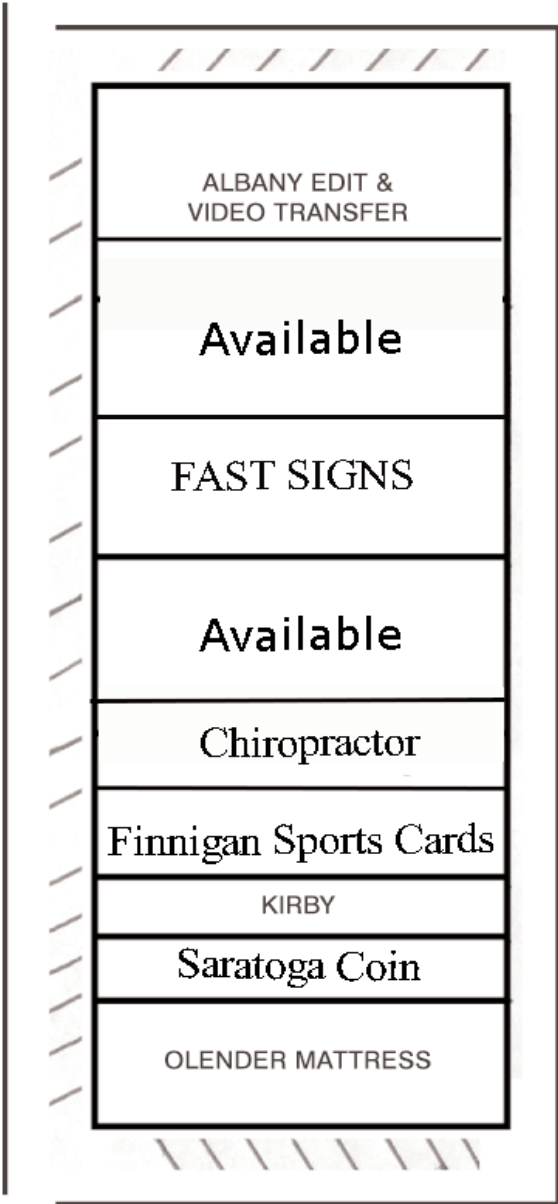 ALBANY EDIT &
VIDEO TRANSFER
Available
FAST SIGNS
Available
Chiropractor
Finnigan Sports Cards
KIRBY
Saratoga Coin
OLENDER MATTRESS